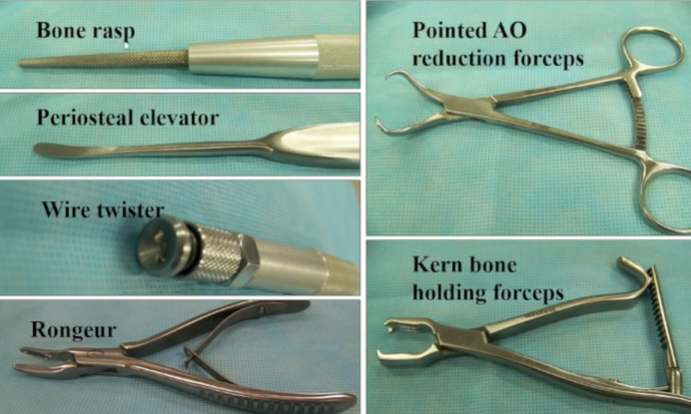 Bone rasp
Periosteal elevator
Wire twister
Rongeur
Pointed AO
reduction forceps
Kern bone
holding forceps